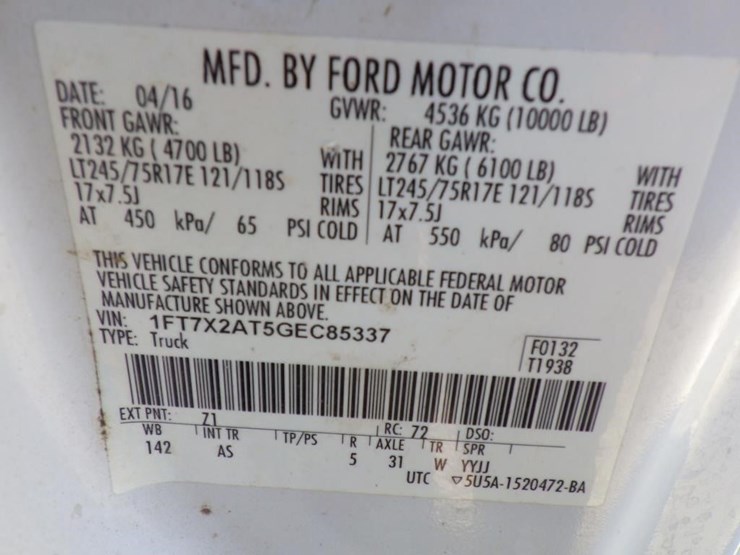 MFD. BY FORD MOTOR CO.
DATE: 04/16 GVWR: 4536 KG (10000 LB)
FRONT GAWR: REAR GAWR:
2132 KG ( 4700 LB) WITH 2767 KG ( 6100 LB) WITH
LT245/75R17E 121/118S TIRES LT245/75R17E 121/118S TIRES
17x7.5J RIMS 17x7.5J RIMS
AT 450 kPa/ 65 PSI COLD AT 550 kPa/ 80 PSI COLD
THIS VEHICLE CONFORMS TO ALL APPLICABLE FEDERAL MOTOR
VEHICLE SAFETY STANDARDS IN EFFECT ON THE DATE OF
MANUFACTURE SHOWN ABOVE.
VIN: 1FT7X2AT5GEC85337
TYPE: Truck
F0132
T1938
EXT PNT: Z1 RC: 72 DSO:
WB INT TR TP/PS R AXLE TR SPR
142 AS 5 31 W YYJJ
UTC ▽5U5A-1520472-BA